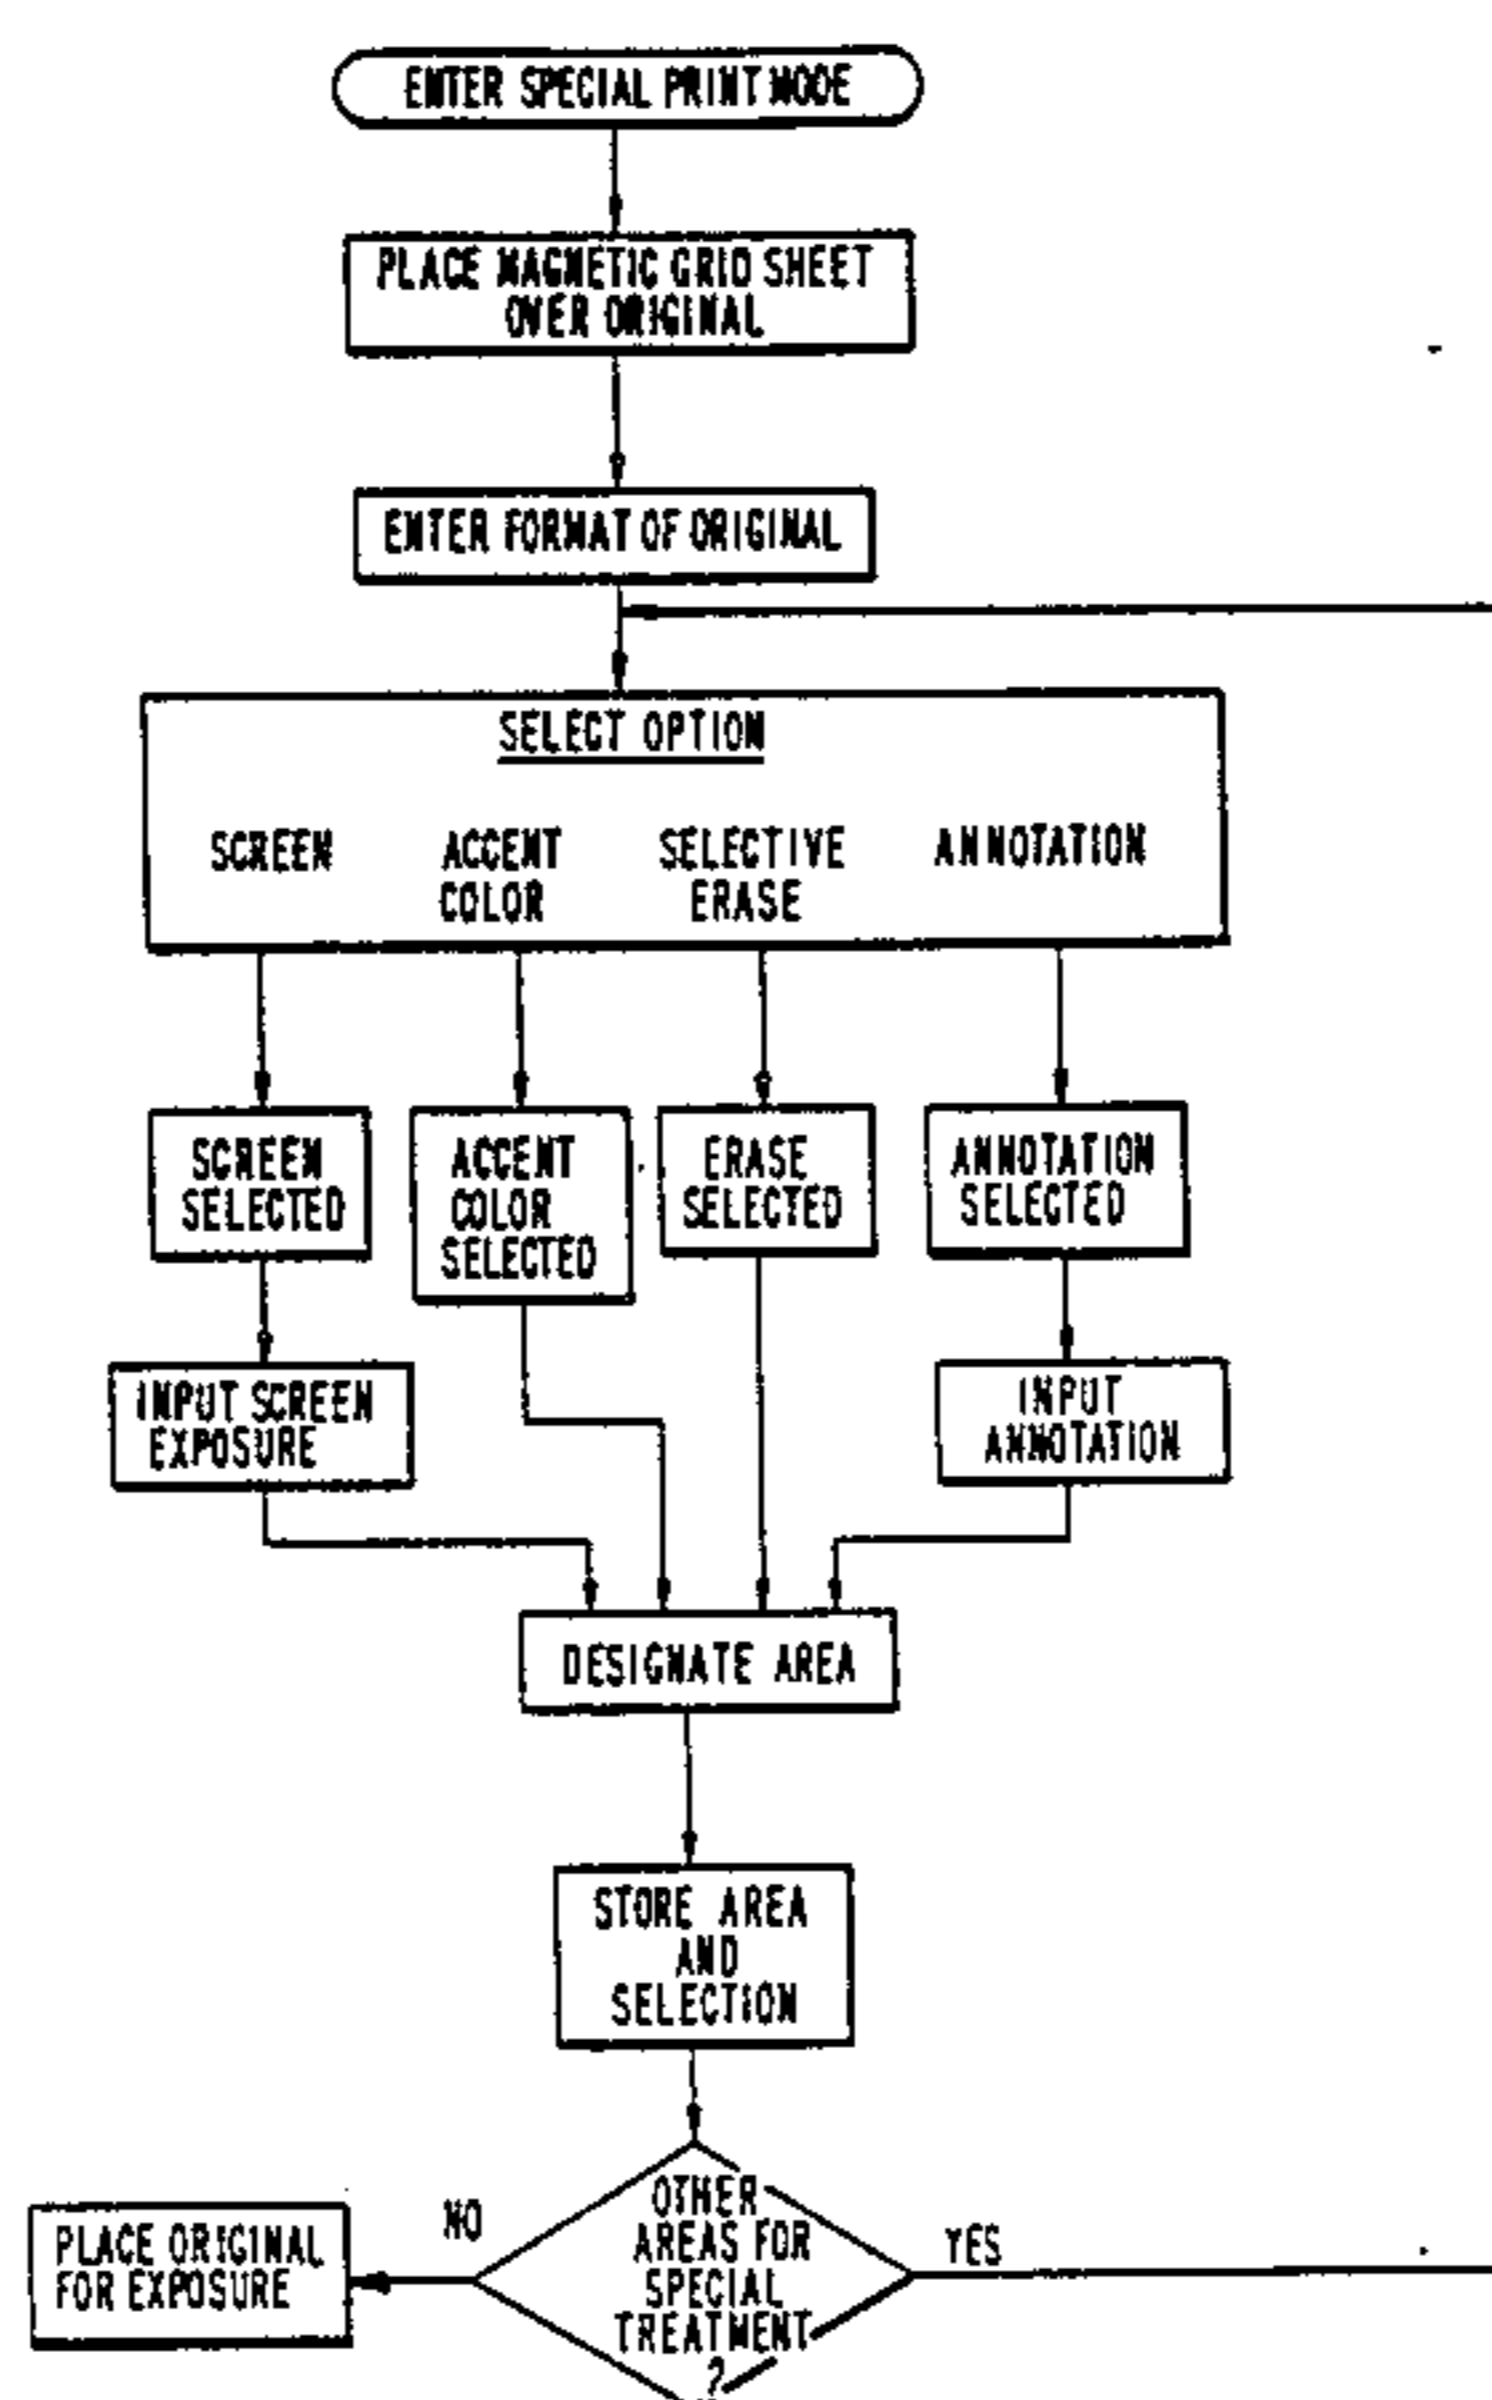 ENTER SPECIAL PRINT MODE
PLACE MAGNETIC GRID SHEET
OVER ORIGINAL
ENTER FORMAT OF ORIGINAL
SELECT OPTION
SCREEN
ACCENT
COLOR
SELECTIVE
ERASE
ANNOTATION
SCREEN
SELECTED
ACCENT
COLOR
SELECTED
ERASE
SELECTED
ANNOTATION
SELECTED
INPUT SCREEN
EXPOSURE
INPUT
ANNOTATION
DESIGNATE AREA
STORE AREA
AND
SELECTION
OTHER
AREAS FOR
SPECIAL
TREATMENT
?
NO
YES
PLACE ORIGINAL
FOR EXPOSURE